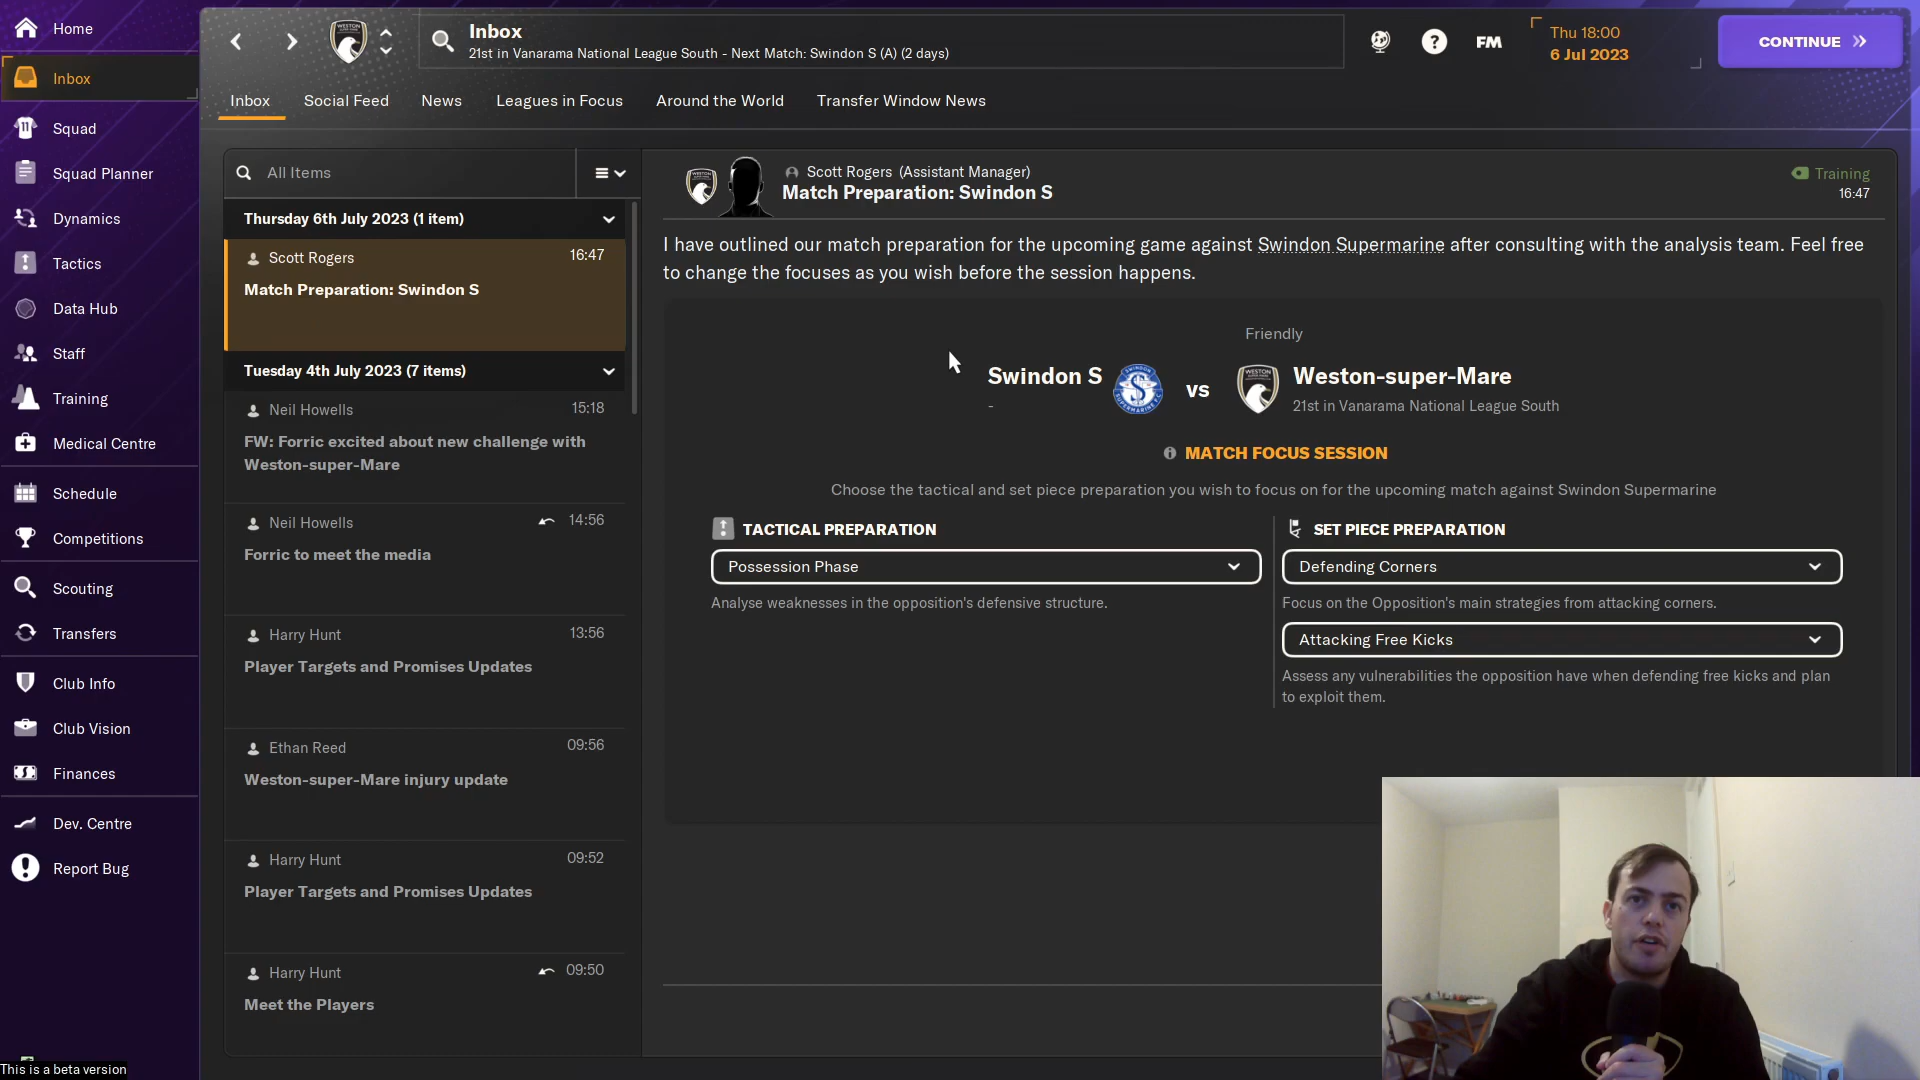 Home
Inbox
Squad
Squad Planner
Dynamics
Tactics
Data Hub
Staff
Training
Medical Centre
Schedule
Competitions
Scouting
Transfers
Club Info
Club Vision
Finances
Dev. Centre
Report Bug
This is a beta version
Inbox
21st in Vanarama National League South - Next Match: Swindon S (A) (2 days)
FM
Thu 18:00
6 Jul 2023
CONTINUE
Inbox
Social Feed
News
Leagues in Focus
Around the World
Transfer Window News
All Items
Thursday 6th July 2023 (1 item)
Scott Rogers
16:47
Match Preparation: Swindon S
Tuesday 4th July 2023 (7 items)
Neil Howells
15:18
FW: Forric excited about new challenge with
Weston-super-Mare
Neil Howells
14:56
Forric to meet the media
Harry Hunt
13:56
Player Targets and Promises Updates
Ethan Reed
09:56
Weston-super-Mare injury update
Harry Hunt
09:52
Player Targets and Promises Updates
Harry Hunt
09:50
Meet the Players
Scott Rogers (Assistant Manager)
Match Preparation: Swindon S
Training
16:47
I have outlined our match preparation for the upcoming game against Swindon Supermarine after consulting with the analysis team. Feel free
to change the focuses as you wish before the session happens.
Friendly
Swindon S
-
vs
Weston-super-Mare
21st in Vanarama National League South
MATCH FOCUS SESSION
Choose the tactical and set piece preparation you wish to focus on for the upcoming match against Swindon Supermarine
TACTICAL PREPARATION
Possession Phase
Analyse weaknesses in the opposition's defensive structure.
SET PIECE PREPARATION
Defending Corners
Focus on the Opposition's main strategies from attacking corners.
Attacking Free Kicks
Assess any vulnerabilities the opposition have when defending free kicks and plan
to exploit them.